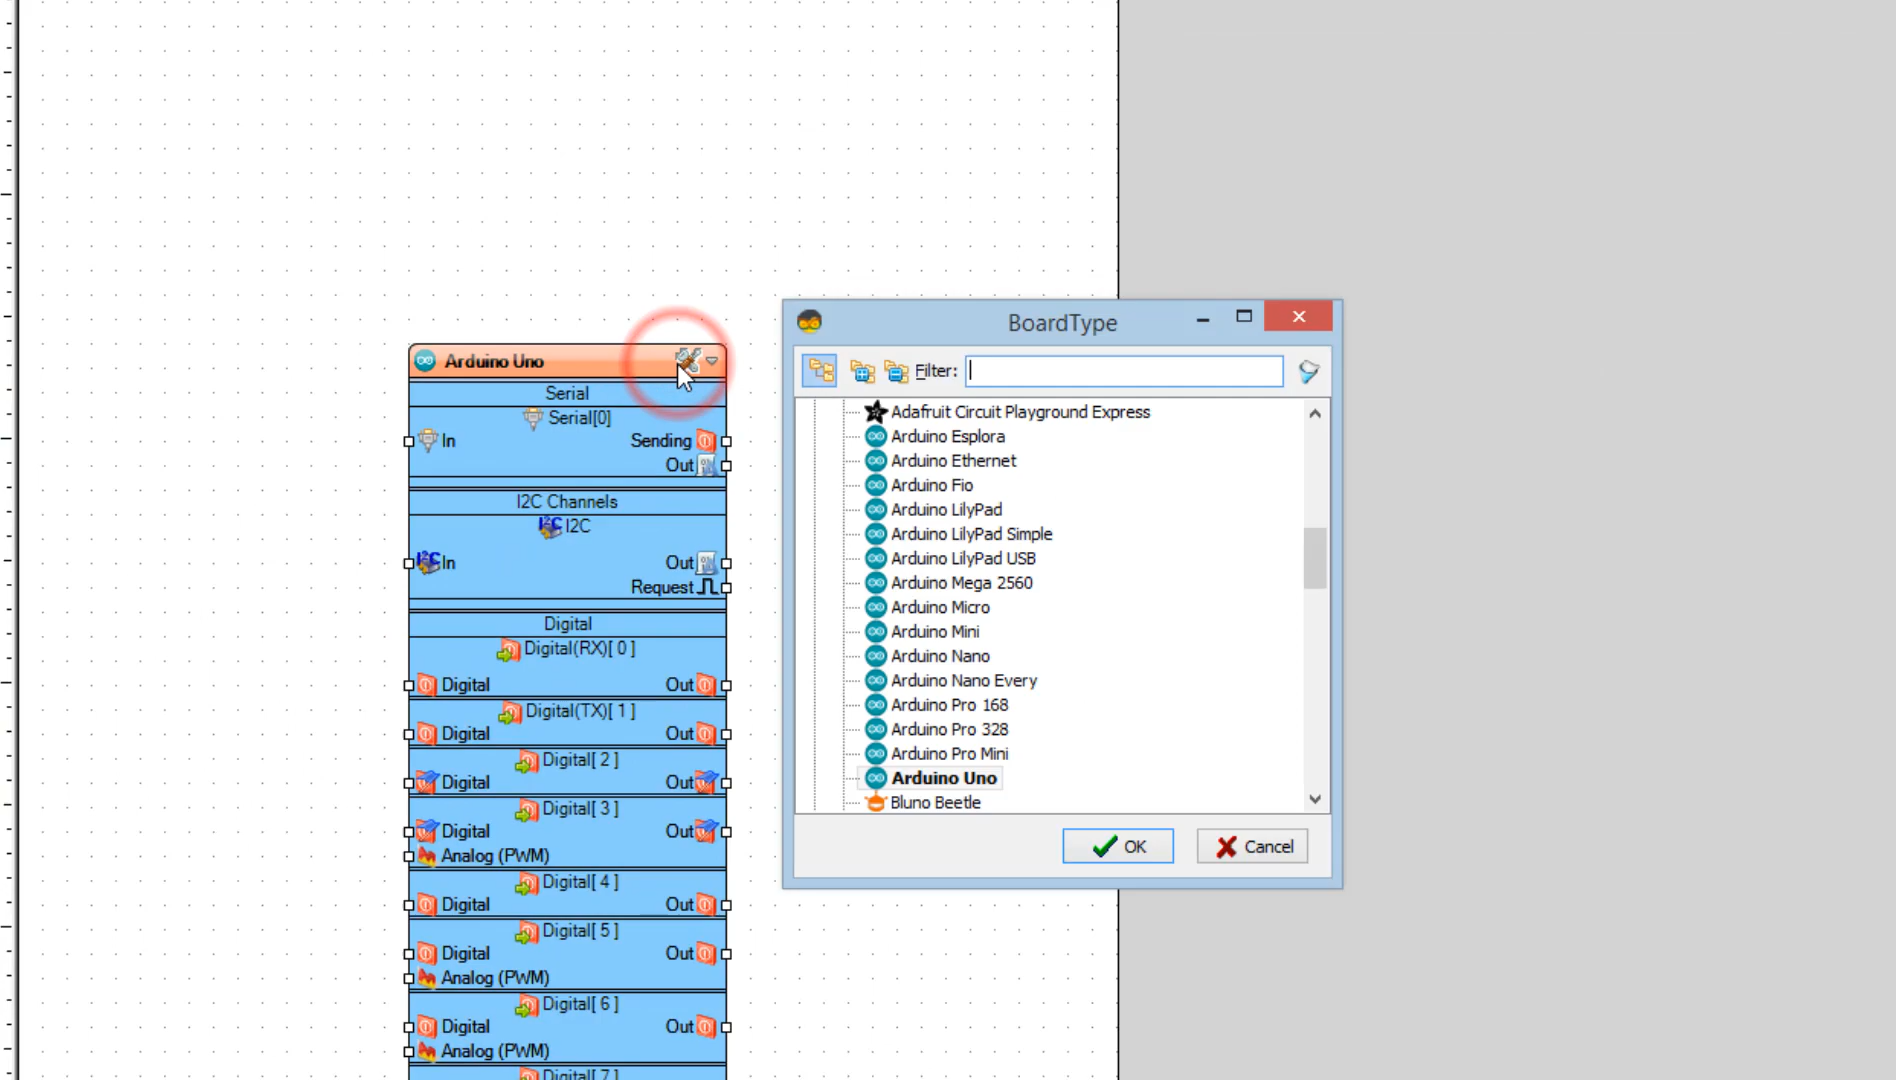 Arduino Uno
Serial
Serial[0]
In
Sending
Out
I2C Channels
I2C
I2C
In
Out
Request
Digital
Digital(RX)[ 0 ]
Digital
Out
Digital(TX)[ 1 ]
Digital
Out
Digital[ 2 ]
Digital
Out
Digital[ 3 ]
Digital
Out
Analog (PWM)
Digital[ 4 ]
Digital
Out
Digital[ 5 ]
Digital
Out
Analog (PWM)
Digital[ 6 ]
Digital
Out
Analog (PWM)
Digital[ 7 ]
BoardType
Filter:
Adafruit Circuit Playground Express
Arduino Esplora
Arduino Ethernet
Arduino Fio
Arduino LilyPad
Arduino LilyPad Simple
Arduino LilyPad USB
Arduino Mega 2560
Arduino Micro
Arduino Mini
Arduino Nano
Arduino Nano Every
Arduino Pro 168
Arduino Pro 328
Arduino Pro Mini
Arduino Uno
Bluno Beetle
OK
Cancel